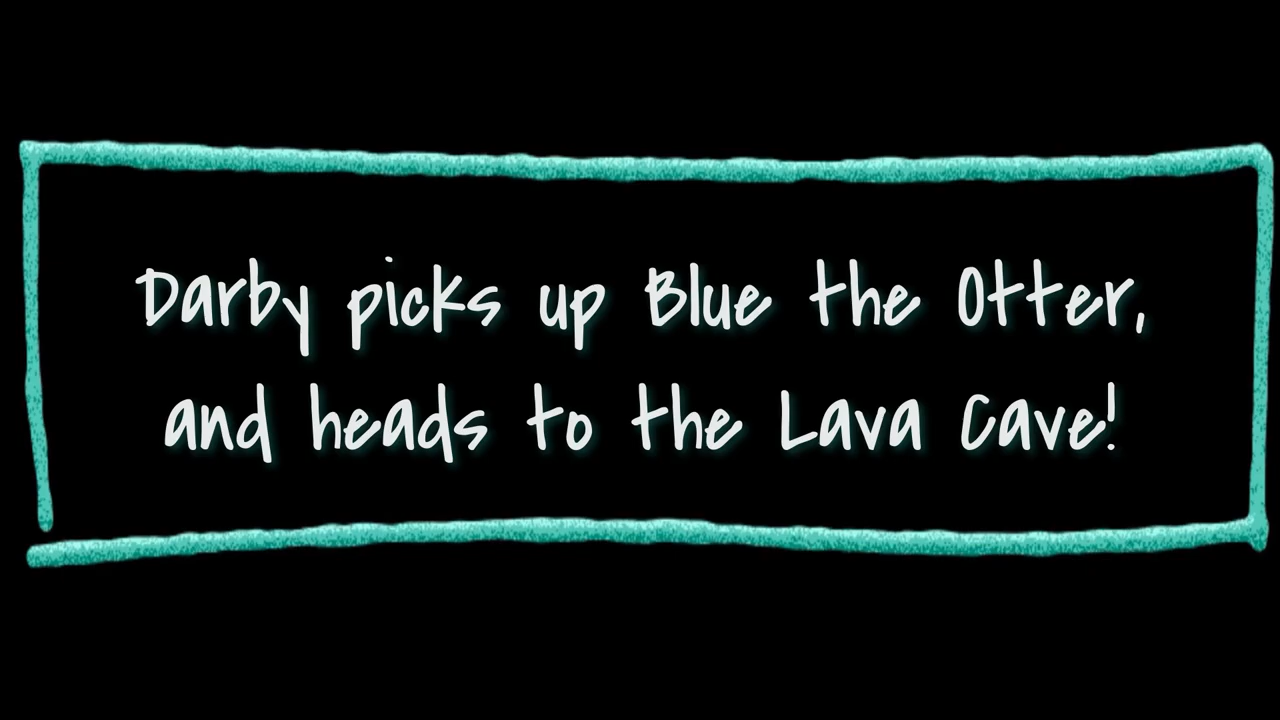 Darby picks up Blue the Otter,
and heads to the Lava Cave!